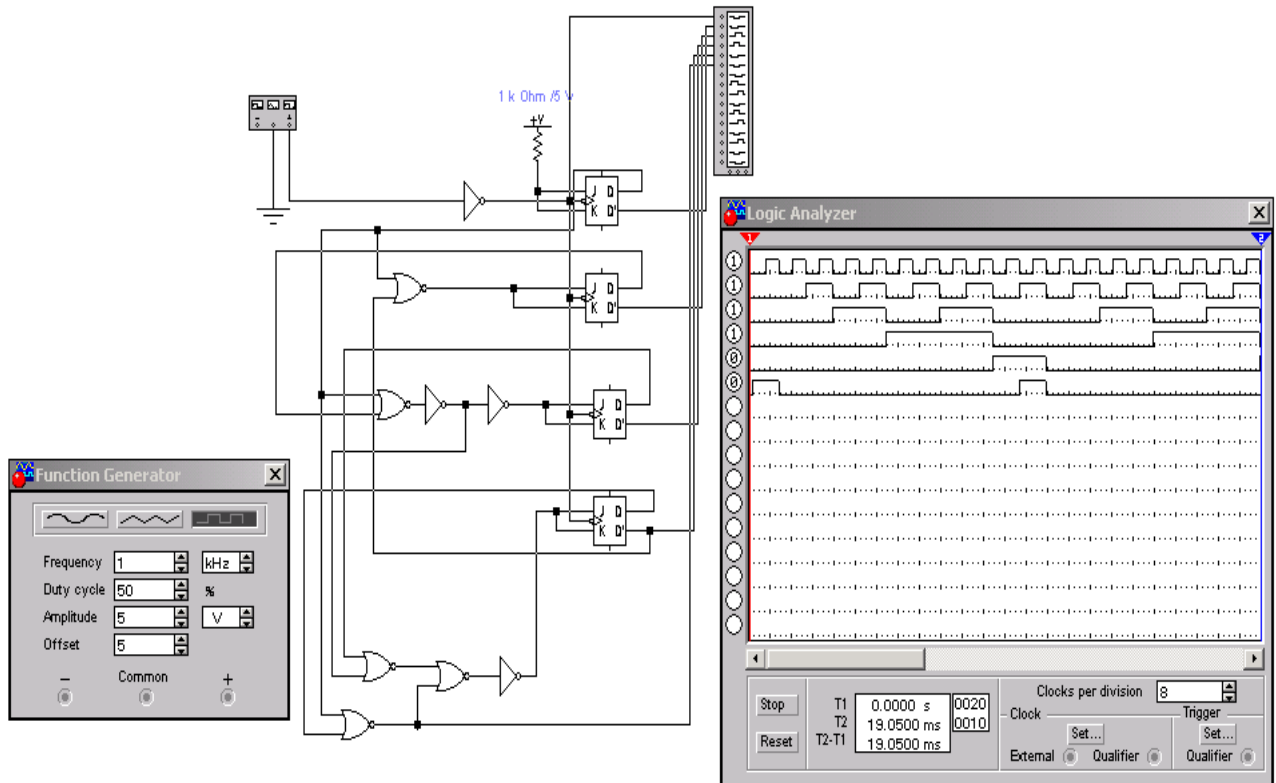 1 k Ohm /5 V
+V
J Q
K Q'
J Q
K Q'
J Q
K Q'
J Q
K Q'
Function Generator
Frequency 1 kHz
Duty cycle 50 %
Amplitude 5 V
Offset 5
− Common +
Logic Analyzer
1 2
1
1
1
1
0
0
Clocks per division 8
Stop
Reset
T1 0.0000 s 0020
T2 19.0500 ms 0010
T2-T1 19.0500 ms
Clock
Set...
External Qualifier
Trigger
Set...
Qualifier